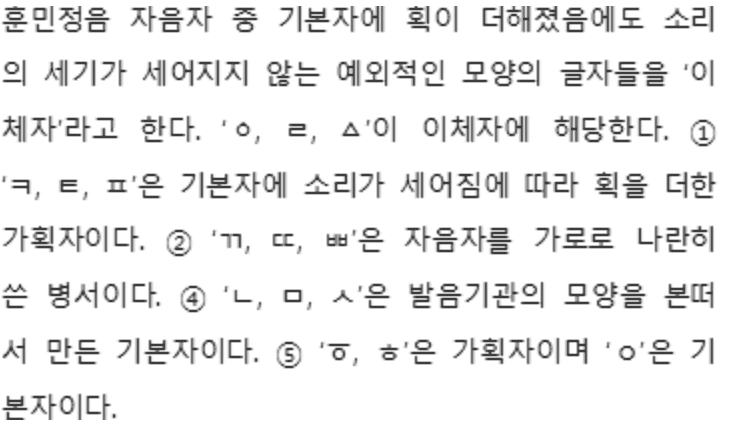 훈민정음 자음자 중 기본자에 획이 더해졌음에도 소리
의 세기가 세어지지 않는 예외적인 모양의 글자들을 '이
체자'라고 한다. 'ㆁ, ㄹ, ㅿ'이 이체자에 해당한다. ①
'ㅋ, ㅌ, ㅍ'은 기본자에 소리가 세어짐에 따라 획을 더한
가획자이다. ② 'ㄲ, ㄸ, ㅃ'은 자음자를 가로로 나란히
쓴 병서이다. ④ 'ㄴ, ㅁ, ㅅ'은 발음기관의 모양을 본떠
서 만든 기본자이다. ⑤ 'ㆆ, ㅎ'은 가획자이며 'ㅇ'은 기
본자이다.